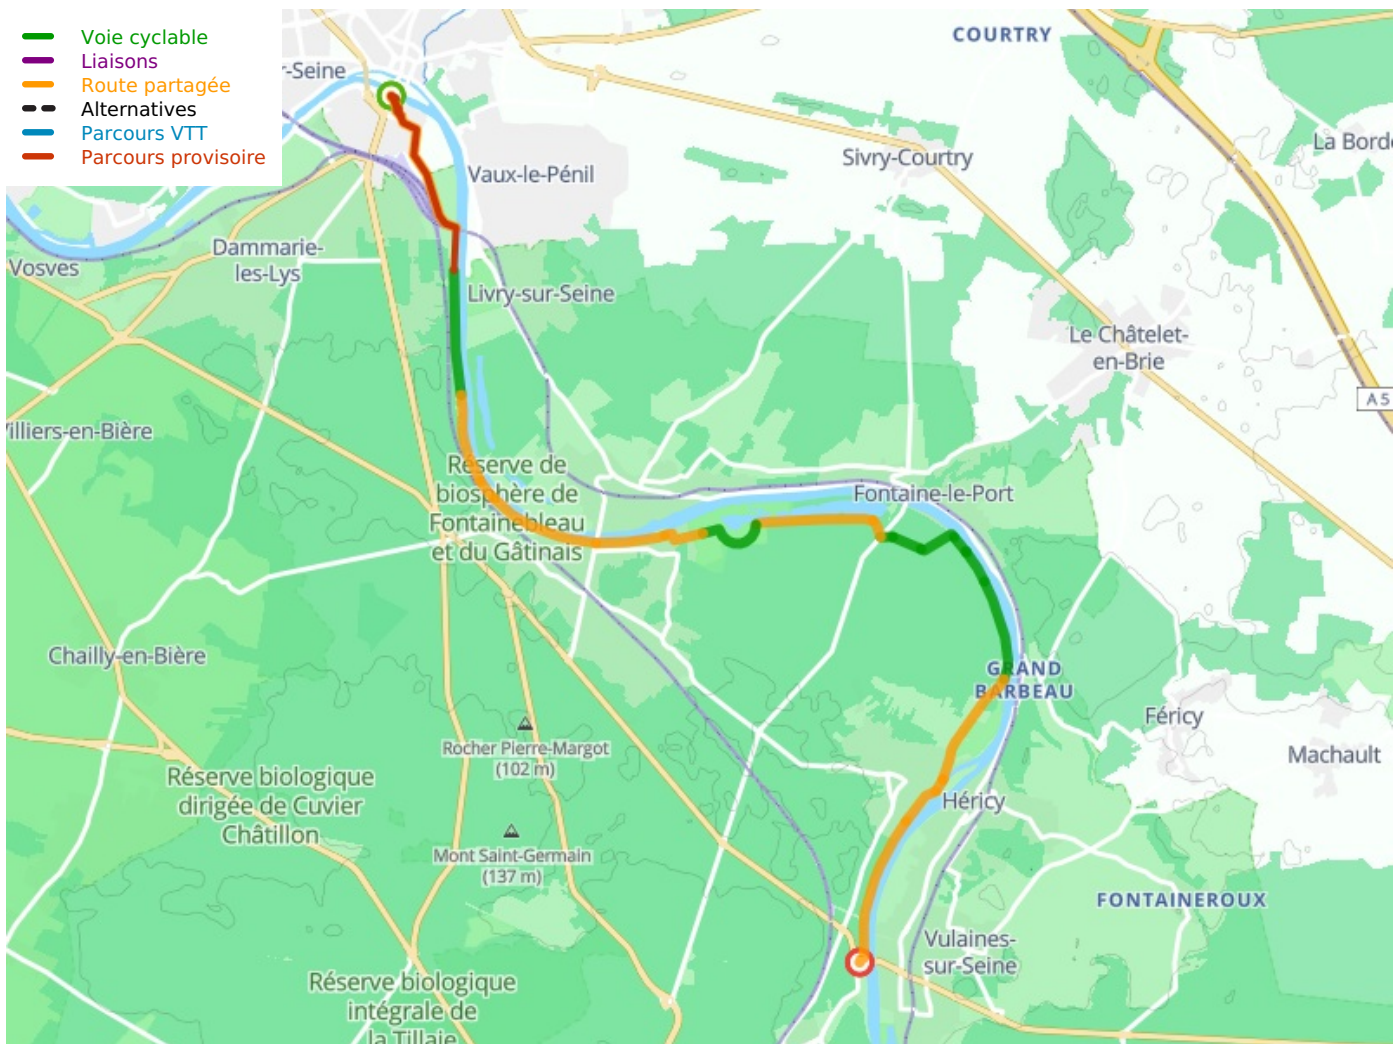 Voie cyclable
Liaisons
Route partagée
Alternatives
Parcours VTT
Parcours provisoire
r-Seine
COURTRY
La Borde
Sivry-Courtry
Vaux-le-Pénil
Dammarie-
les-Lys
Vosves
Livry-sur-Seine
Le Châtelet-
en-Brie
A 5
illiers-en-Bière
Réserve de
biosphère de
Fontainebleau
et du Gâtinais
Fontaine-le-Port
Chailly-en-Bière
GRAND
BARBEAU
Féricy
Machault
Rocher Pierre-Margot
(102 m)
Réserve biologique
dirigée de Cuvier
Châtillon
Héricy
Mont Saint-Germain
(137 m)
FONTAINEROUX
Vulaines-
sur-Seine
Réserve biologique
intégrale de
la Tillaie